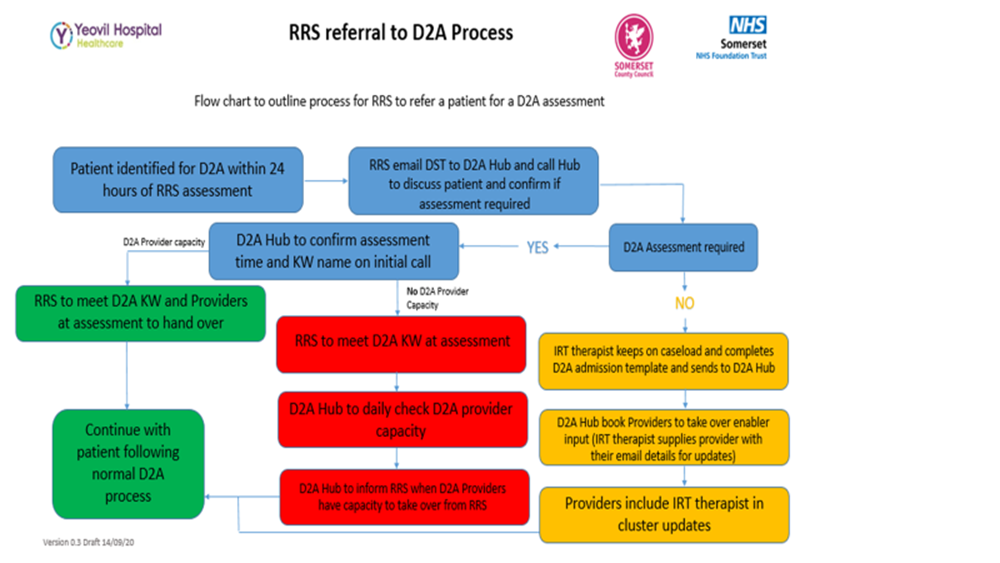 Yeovil Hospital
Healthcare
RRS referral to D2A Process
SOMERSET
County Council
NHS
Somerset
NHS Foundation Trust
Flow chart to outline process for RRS to refer a patient for a D2A assessment
Patient identified for D2A within 24
hours of RRS assessment
RRS email DST to D2A Hub and call Hub
to discuss patient and confirm if
assessment required
D2A Assessment required
YES
D2A Hub to confirm assessment
time and KW name on initial call
D2A Provider capacity
No D2A Provider
Capacity
NO
RRS to meet D2A KW and Providers
at assessment to hand over
RRS to meet D2A KW at assessment
IRT therapist keeps on caseload and completes
D2A admission template and sends to D2A Hub
D2A Hub to daily check D2A provider
capacity
D2A Hub book Providers to take over enabler
input (IRT therapist supplies provider with
their email details for updates)
Continue with
patient following
normal D2A
process
D2A Hub to inform RRS when D2A Providers
have capacity to take over from RRS
Providers include IRT therapist in
cluster updates
Version 0.3 Draft 14/09/20